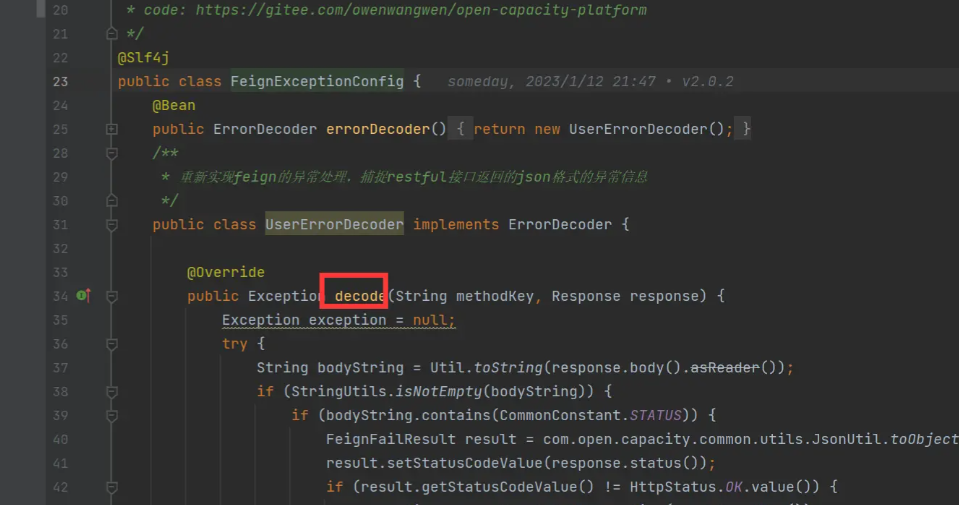 20 * code: https://gitee.com/owenwangwen/open-capacity-platform
21 */
22 @Slf4j
23 public class FeignExceptionConfig { someday, 2023/1/12 21:47 • v2.0.2
24 @Bean
25 public ErrorDecoder errorDecoder() { return new UserErrorDecoder(); }
28 /**
29 * 重新实现feign的异常处理,捕捉restful接口返回的json格式的异常信息
30 */
31 public class UserErrorDecoder implements ErrorDecoder {
32
33 @Override
34 public Exception decode(String methodKey, Response response) {
35 Exception exception = null;
36 try {
37 String bodyString = Util.toString(response.body().asReader());
38 if (StringUtils.isNotEmpty(bodyString)) {
39 if (bodyString.contains(CommonConstant.STATUS)) {
40 FeignFailResult result = com.open.capacity.common.utils.JsonUtil.toObject
41 result.setStatusCodeValue(response.status());
42 if (result.getStatusCodeValue() != HttpStatus.OK.value()) {